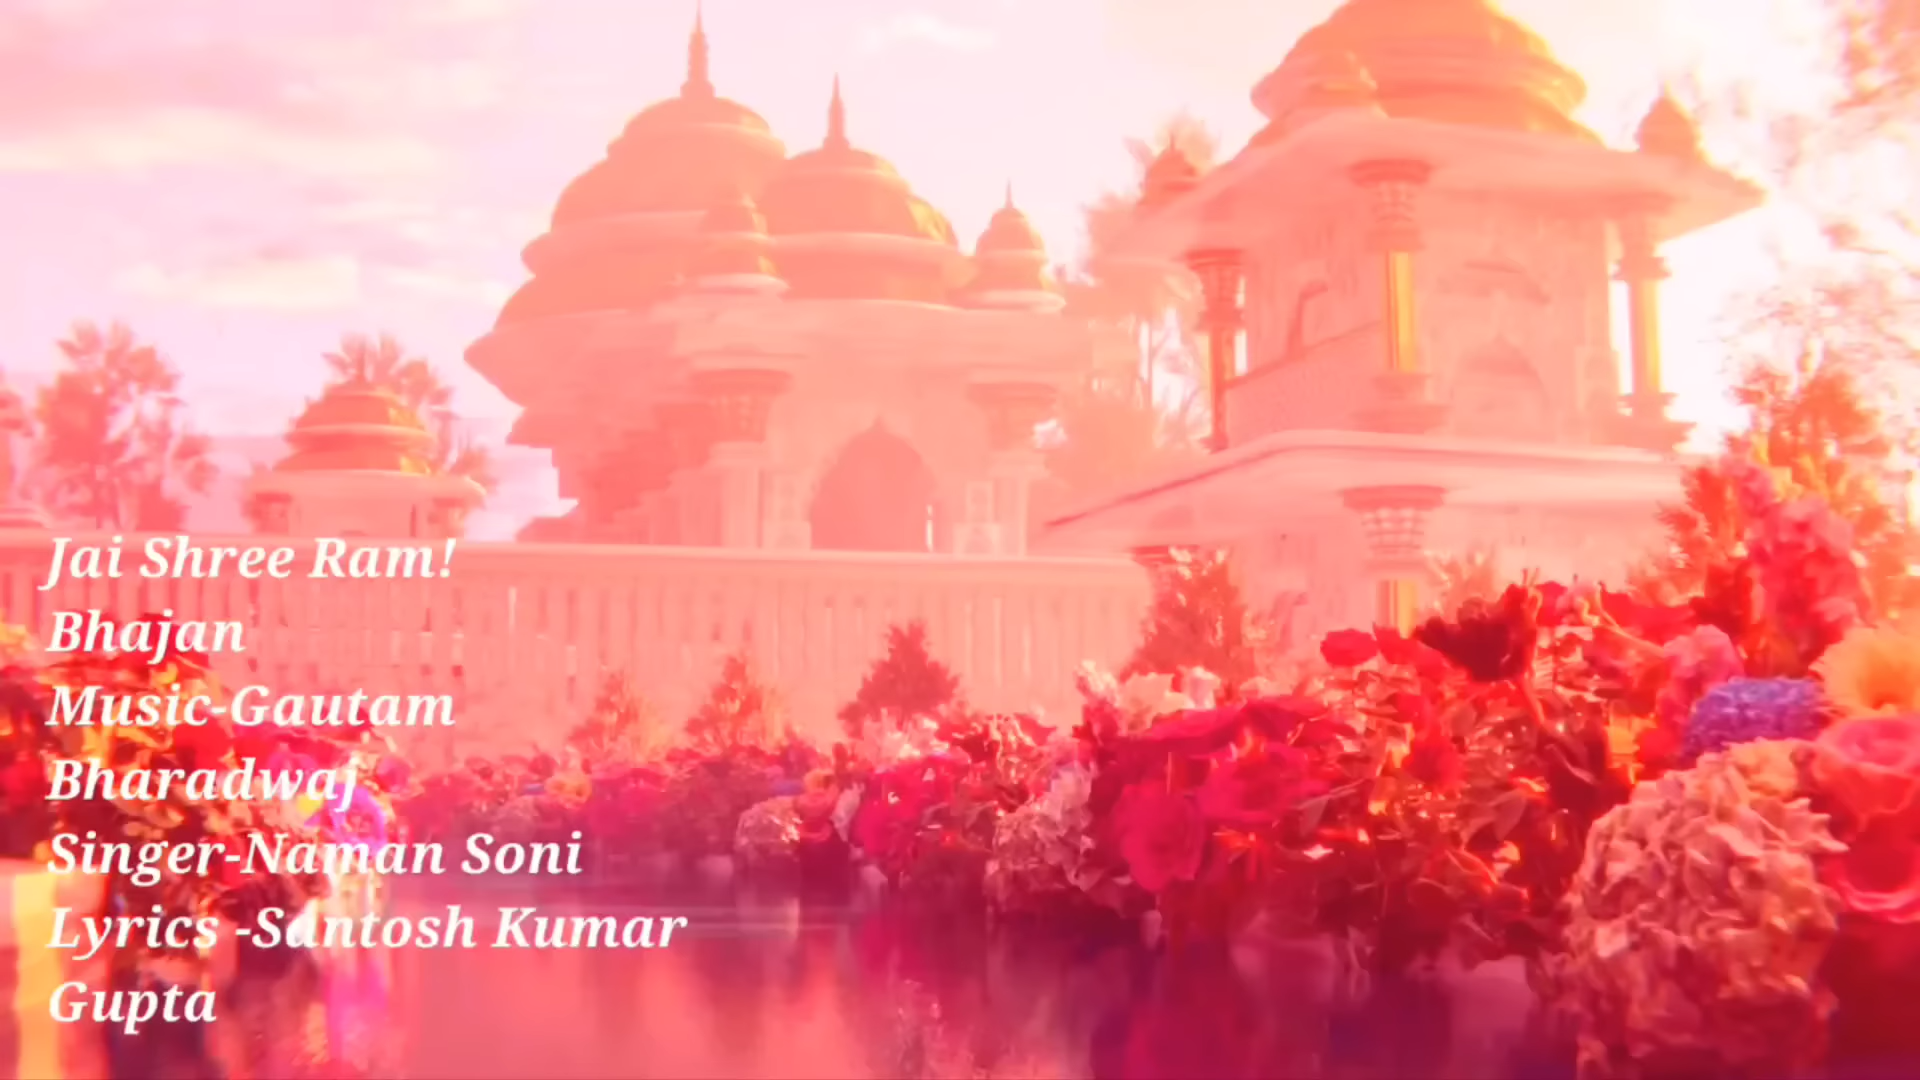 Jai Shree Ram!
Bhajan
Music-Gautam
Bharadwaj
Singer-Naman Soni
Lyrics -Santosh Kumar
Gupta